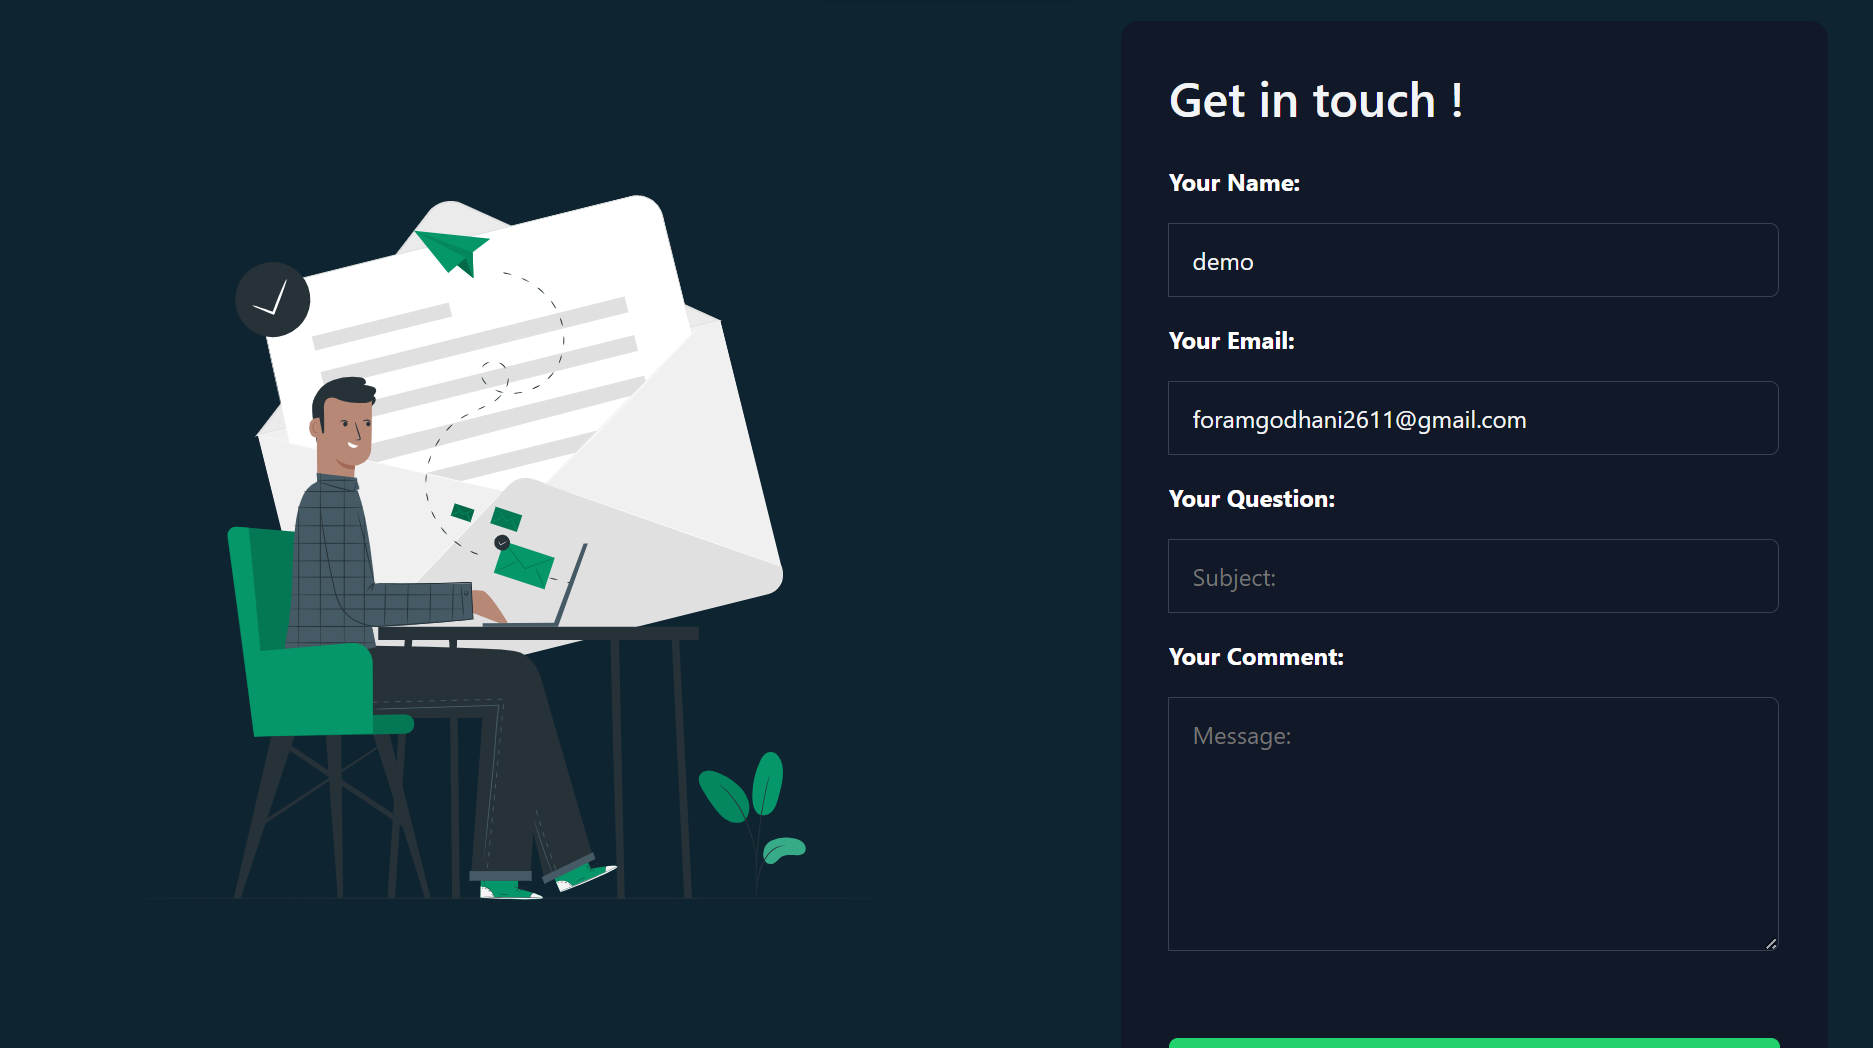 Get in touch !
Your Name:
demo
Your Email:
foramgodhani2611@gmail.com
Your Question:
Subject:
Your Comment:
Message: